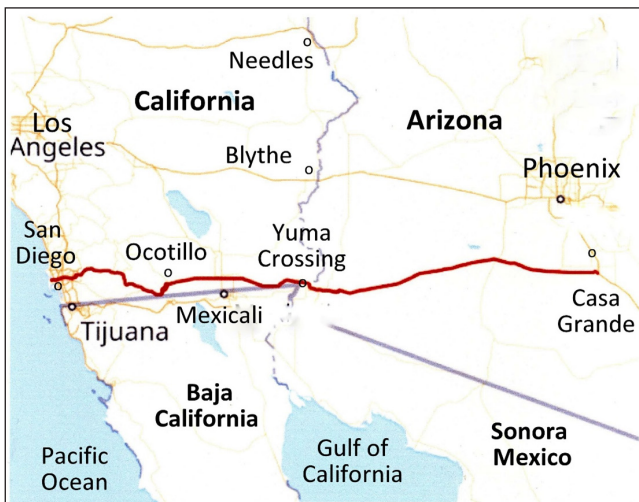 Needles
California
Arizona
Los
Angeles
Blythe
Phoenix
San
Diego
Ocotillo
Yuma
Crossing
Casa
Grande
Tijuana
Mexicali
Baja
California
Gulf of
California
Sonora
Mexico
Pacific
Ocean